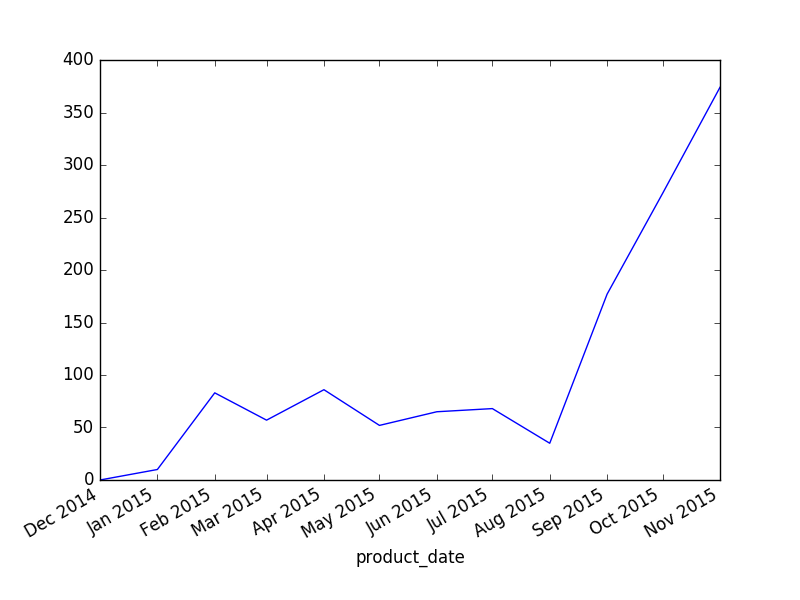 400
350
300
250
200
150
100
50
0
Dec 2014
Jan 2015
Feb 2015
Mar 2015
Apr 2015
May 2015
Jun 2015
Jul 2015
Aug 2015
Sep 2015
Oct 2015
Nov 2015
product_date